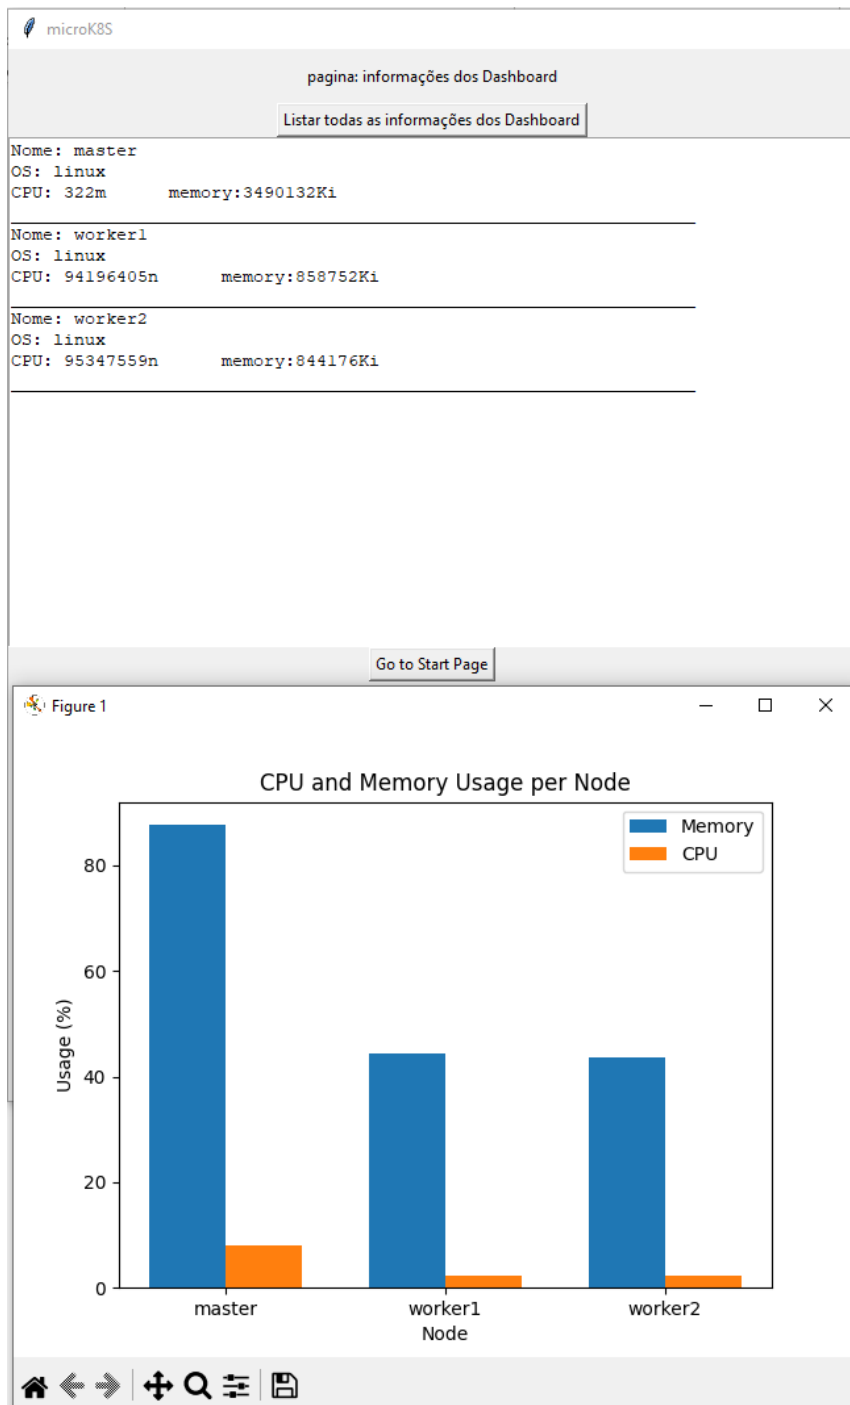 microK8S
pagina: informações dos Dashboard
Listar todas as informações dos Dashboard
Nome: master
OS: linux
CPU: 322m memory:3490132Ki
Nome: worker1
OS: linux
CPU: 94196405n memory:858752Ki
Nome: worker2
OS: linux
CPU: 95347559n memory:844176Ki
Go to Start Page
Figure 1
CPU and Memory Usage per Node
Memory
CPU
80
60
40
20
0
Usage (%)
master worker1 worker2
Node